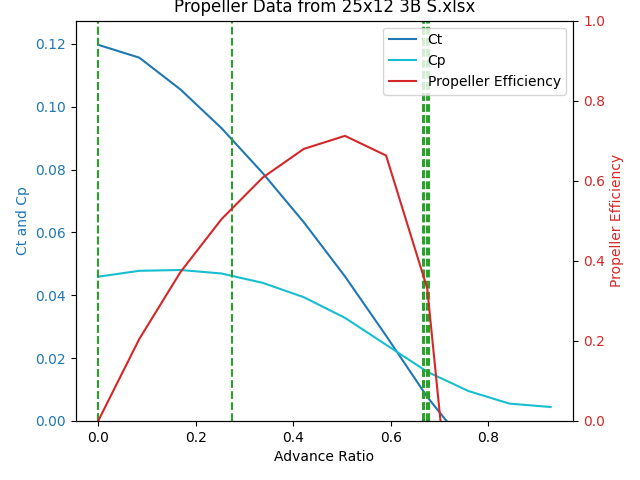 Propeller Data from 25x12 3B S.xlsx
Ct
Cp
Propeller Efficiency
Ct and Cp
0.12
0.10
0.08
0.06
0.04
0.02
0.00
1.0
0.8
0.6
0.4
0.2
0.0
Propeller Efficiency
0.0 0.2 0.4 0.6 0.8
Advance Ratio